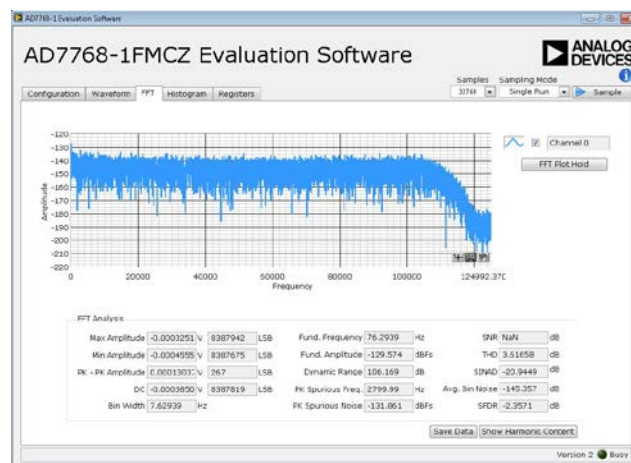 AD7768-1 Evaluation Software
AD7768-1FMCZ Evaluation Software
ANALOG
DEVICES
Samples Sampling Mode
Configuration Waveform FFT Histogram Registers
32768 Single Run Sample
Channel 0
FFT Plot Hold
Amplitude
-120
-130
-140
-150
-160
-170
-180
-190
-200
-210
-220
0 20000 40000 60000 80000 100000 124992.370
Frequency
FFT Analysis
Max Amplitude -0.0003251 V 8387942 LSB Fund. Frequency 76.2939 Hz SNR NaN dB
Min Amplitude -0.0004555 V 8387675 LSB Fund. Amplitude -129.574 dBFs THD 3.61658 dB
PK - PK Amplitude 0.0001303 V 267 LSB Dynamic Range 106.169 dB SINAD -20.9449 dB
DC -0.0003850 V 8387819 LSB PK Spurious Freq. 2799.99 Hz Avg. Bin Noise -145.357 dB
Bin Width 7.62939 Hz PK Spurious Noise -131.861 dBFs SFDR -2.3571 dB
Save Data Show Harmonic Content
Version 2 Busy